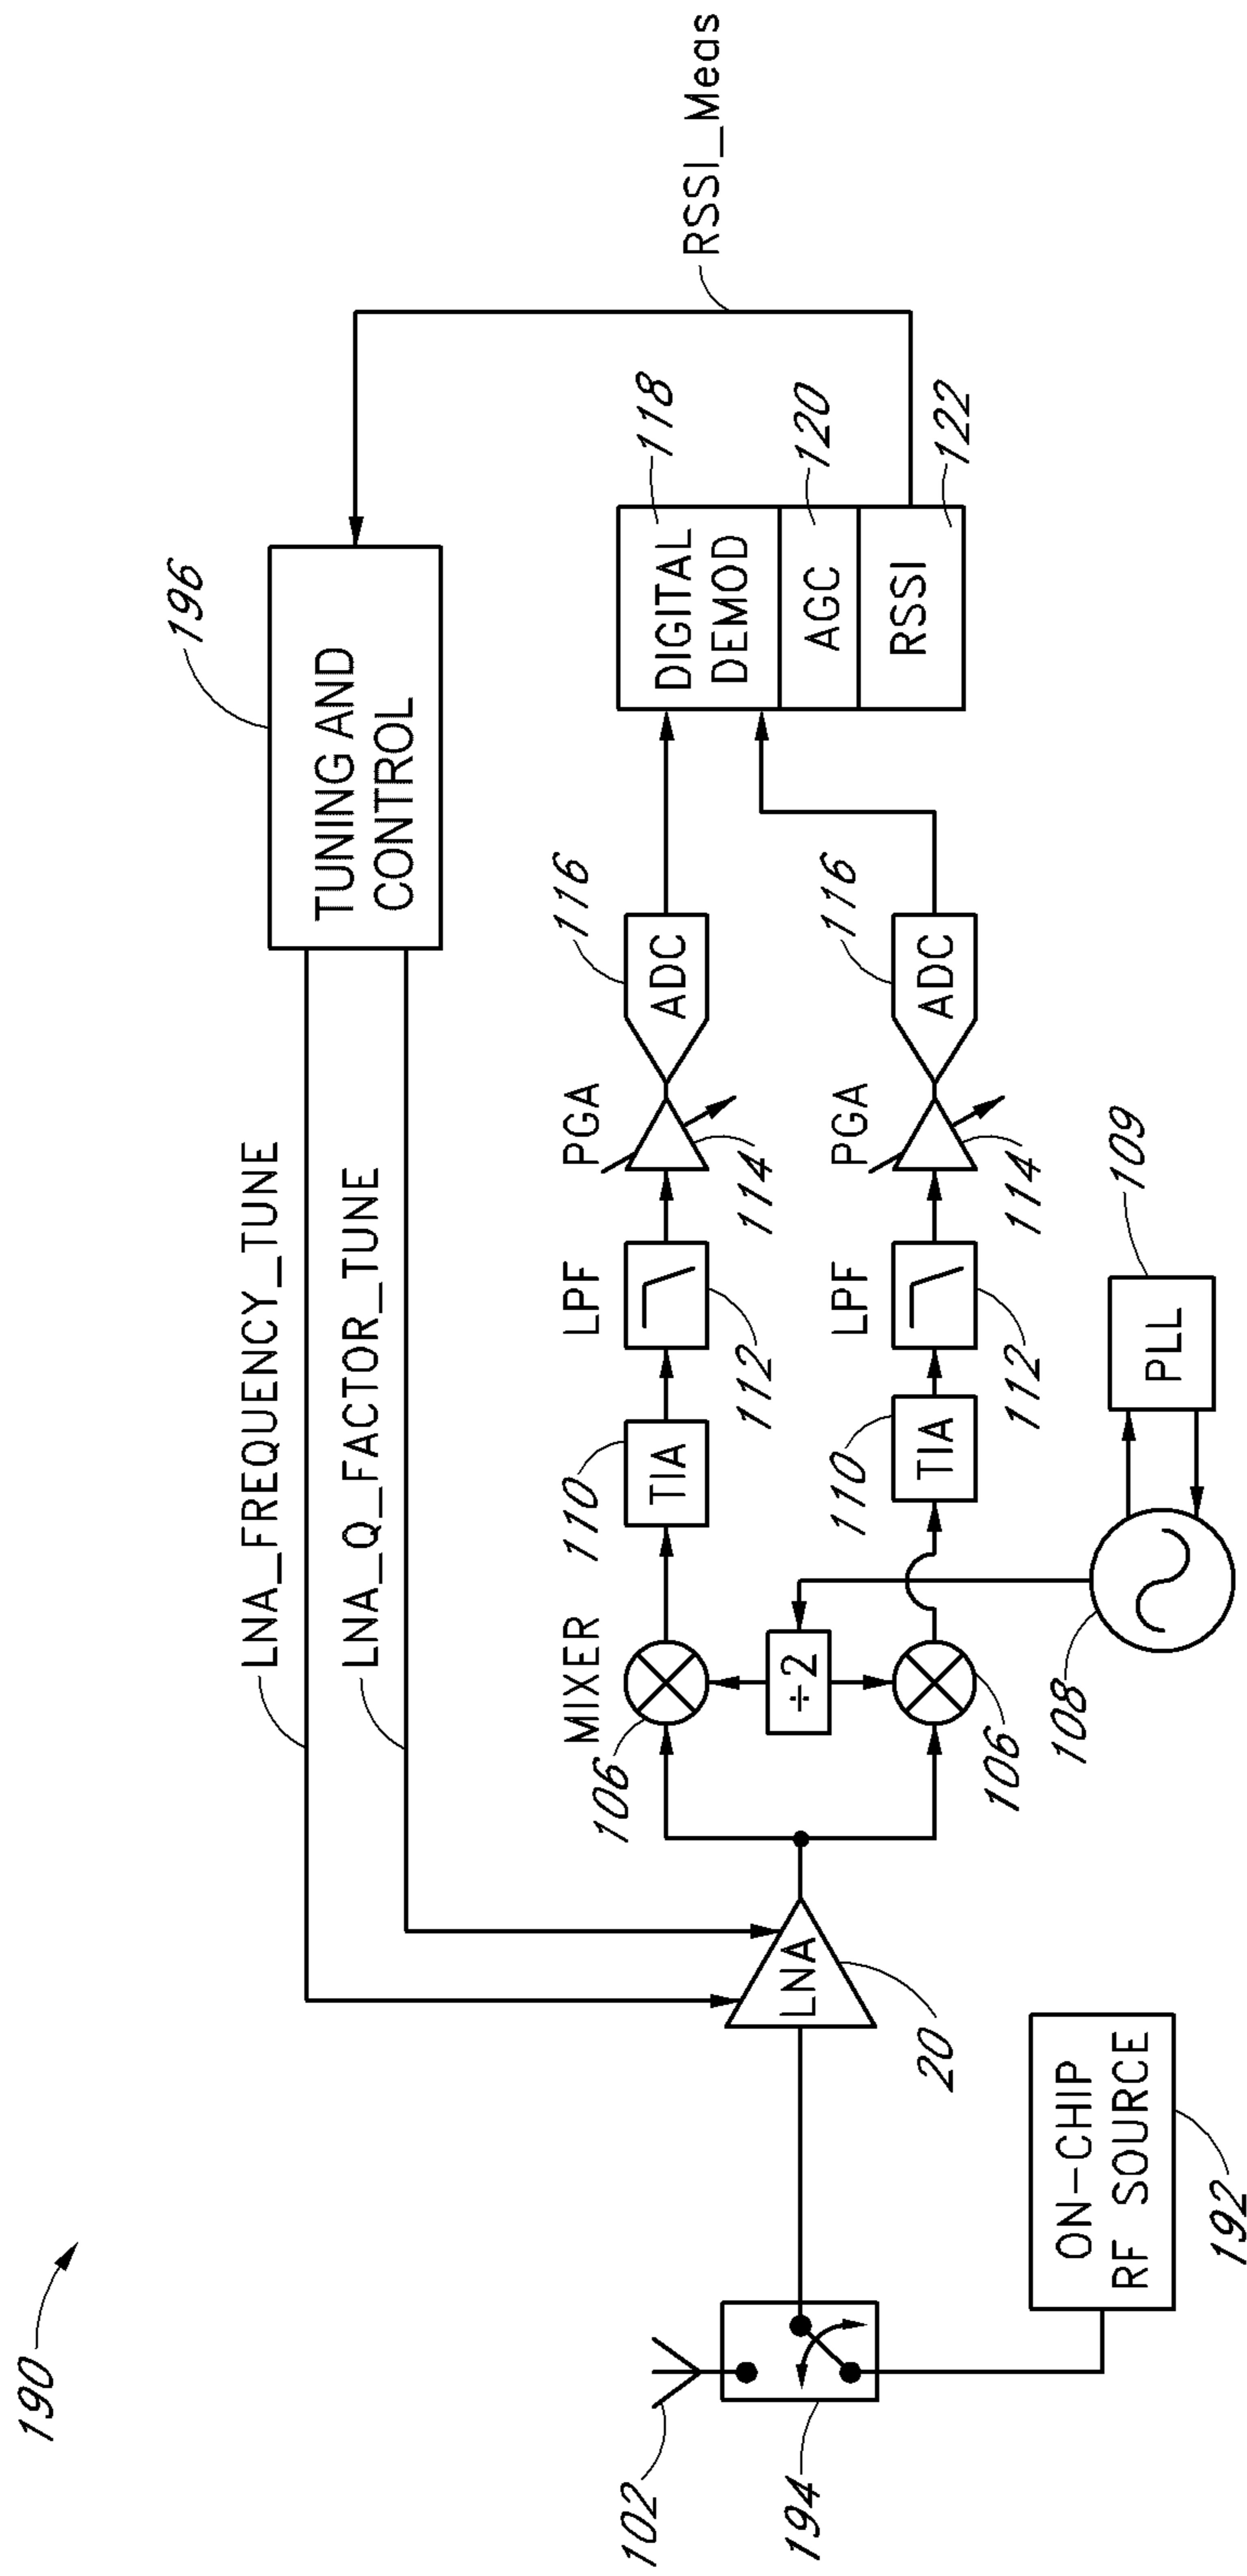 190
RSSI_Meas
196
TUNING AND
CONTROL
LNA_FREQUENCY_TUNE
LNA_Q_FACTOR_TUNE
102
194
ON-CHIP
RF SOURCE
192
LNA
20
MIXER
106
÷2
106
110
TIA
LPF
112
PGA
114
116
ADC
110
TIA
LPF
112
PGA
114
116
ADC
108
PLL
109
DIGITAL
DEMOD
118
AGC
120
RSSI
122